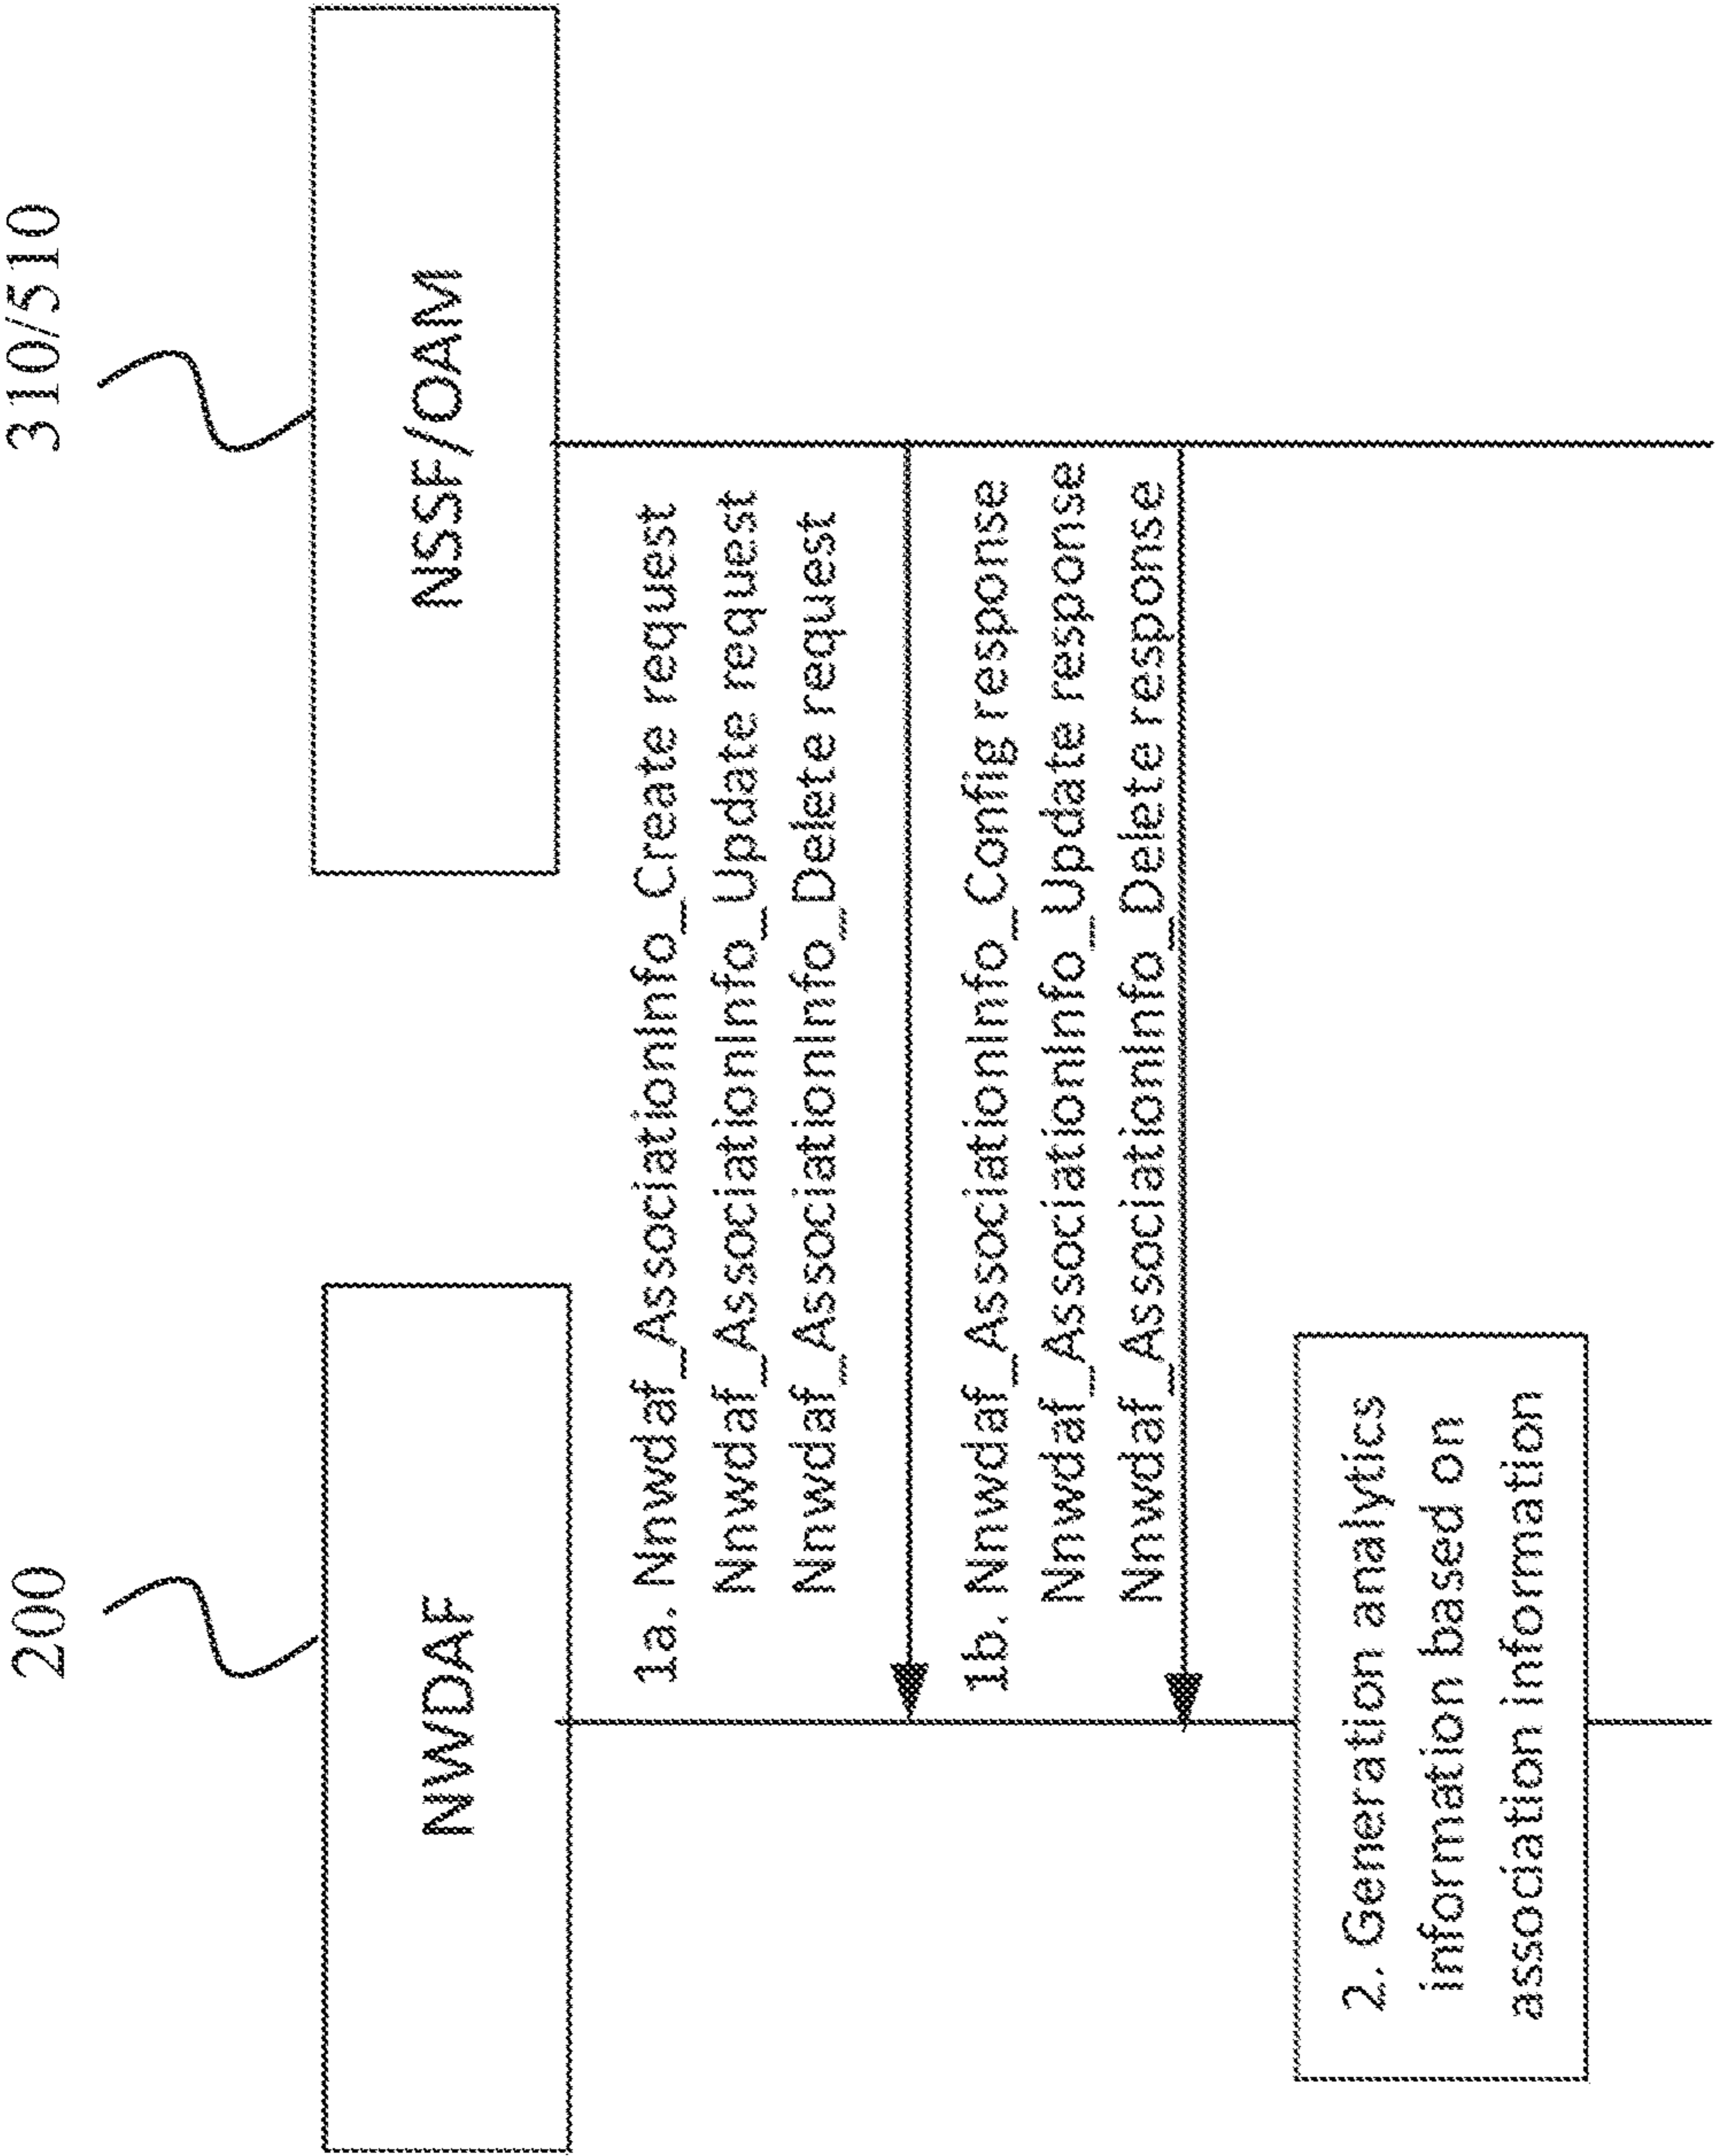 200
310/510
NWDAF
NSSF/OAM
1a. Nnwdaf_AssociationInfo_Create request
Nnwdaf_AssociationInfo_Update request
Nnwdaf_AssociationInfo_Delete request
1b. Nnwdaf_AssociationInfo_Config response
Nnwdaf_AssociationInfo_Update response
Nnwdaf_AssociationInfo_Delete response
2. Generation analytics
information based on
association information